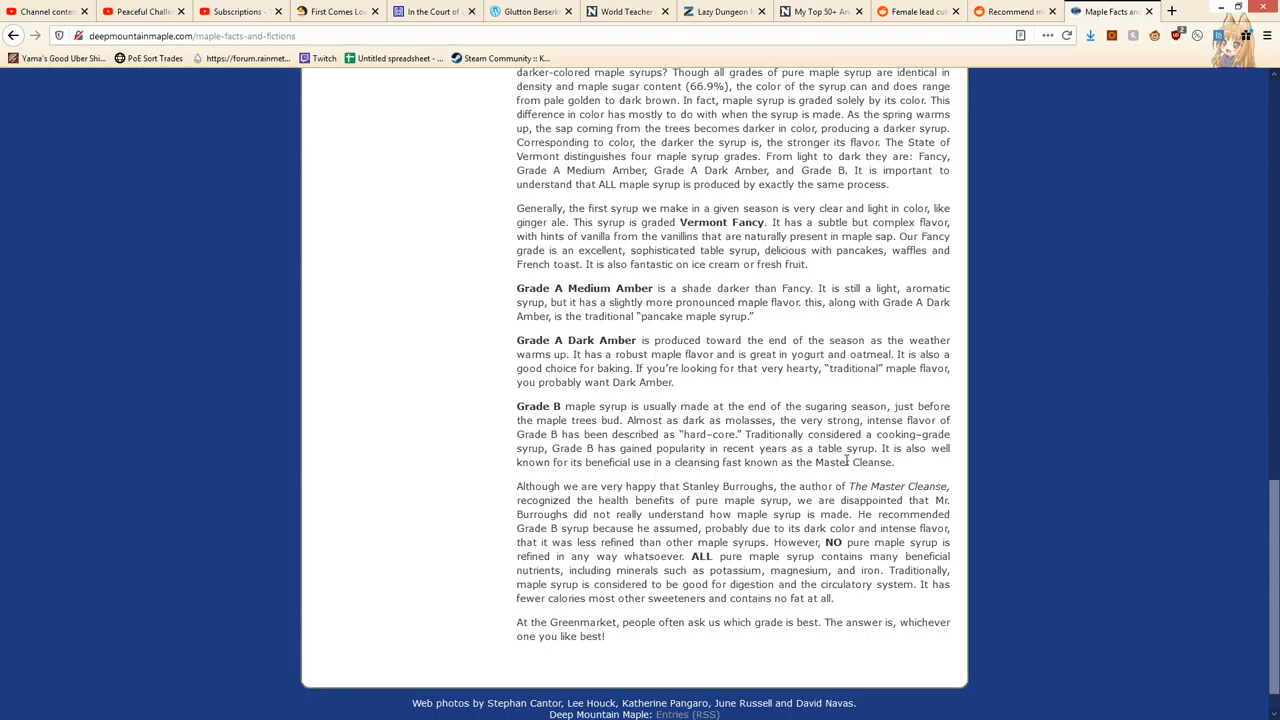 Channel content
Peaceful Challe
Subscriptions -
First Comes Lov
In the Court of
Glutton Berserke
World Teacher -
Lazy Dungeon M
My Top 50+ An
Female lead cul
Recommend m
Maple Facts and
deepmountainmaple.com/maple-facts-and-fictions
Yama's Good Uber Shi...
PoE Sort Trades
https://forum.rainmet...
Twitch
Untitled spreadsheet - ...
Steam Community :: K...
darker-colored maple syrups? Though all grades of pure maple syrup are identical in
density and maple sugar content (66.9%), the color of the syrup can and does range
from pale golden to dark brown. In fact, maple syrup is graded solely by its color. This
difference in color has mostly to do with when the syrup is made. As the spring warms
up, the sap coming from the trees becomes darker in color, producing a darker syrup.
Corresponding to color, the darker the syrup is, the stronger its flavor. The State of
Vermont distinguishes four maple syrup grades. From light to dark they are: Fancy,
Grade A Medium Amber, Grade A Dark Amber, and Grade B. It is important to
understand that ALL maple syrup is produced by exactly the same process.
Generally, the first syrup we make in a given season is very clear and light in color, like
ginger ale. This syrup is graded Vermont Fancy. It has a subtle but complex flavor,
with hints of vanilla from the vanillins that are naturally present in maple sap. Our Fancy
grade is an excellent, sophisticated table syrup, delicious with pancakes, waffles and
French toast. It is also fantastic on ice cream or fresh fruit.
Grade A Medium Amber is a shade darker than Fancy. It is still a light, aromatic
syrup, but it has a slightly more pronounced maple flavor. this, along with Grade A Dark
Amber, is the traditional “pancake maple syrup.”
Grade A Dark Amber is produced toward the end of the season as the weather
warms up. It has a robust maple flavor and is great in yogurt and oatmeal. It is also a
good choice for baking. If you’re looking for that very hearty, “traditional” maple flavor,
you probably want Dark Amber.
Grade B maple syrup is usually made at the end of the sugaring season, just before
the maple trees bud. Almost as dark as molasses, the very strong, intense flavor of
Grade B has been described as “hard–core.” Traditionally considered a cooking–grade
syrup, Grade B has gained popularity in recent years as a table syrup. It is also well
known for its beneficial use in a cleansing fast known as the Master Cleanse.
Although we are very happy that Stanley Burroughs, the author of The Master Cleanse,
recognized the health benefits of pure maple syrup, we are disappointed that Mr.
Burroughs did not really understand how maple syrup is made. He recommended
Grade B syrup because he assumed, probably due to its dark color and intense flavor,
that it was less refined than other maple syrups. However, NO pure maple syrup is
refined in any way whatsoever. ALL pure maple syrup contains many beneficial
nutrients, including minerals such as potassium, magnesium, and iron. Traditionally,
maple syrup is considered to be good for digestion and the circulatory system. It has
fewer calories most other sweeteners and contains no fat at all.
At the Greenmarket, people often ask us which grade is best. The answer is, whichever
one you like best!
Web photos by Stephan Cantor, Lee Houck, Katherine Pangaro, June Russell and David Navas.
Deep Mountain Maple: Entries (RSS)